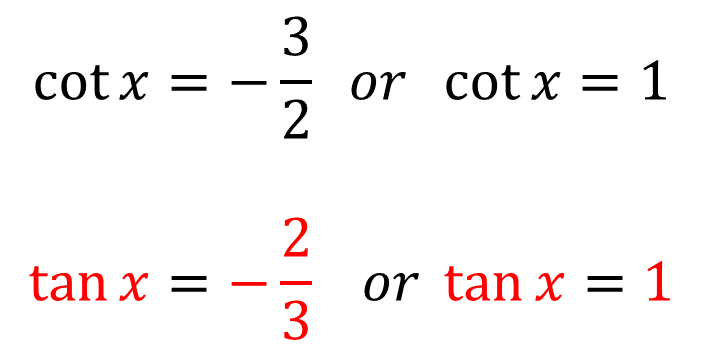 cot x = − 3/2 or cot x = 1
tan x = − 2/3 or tan x = 1